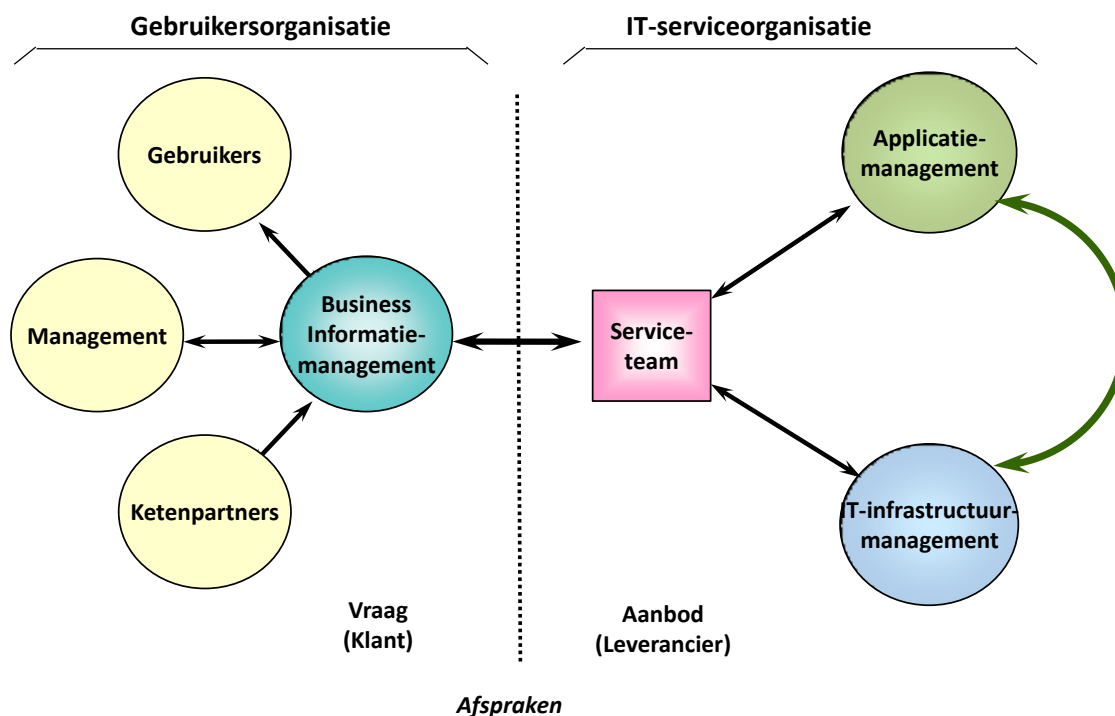 Gebruikersorganisatie
IT-serviceorganisatie
Gebruikers
Applicatie-
management
Management
Business
Informatie-
management
Service-
team
Ketenpartners
IT-infrastructuur-
management
Vraag
(Klant)
Aanbod
(Leverancier)
Afspraken